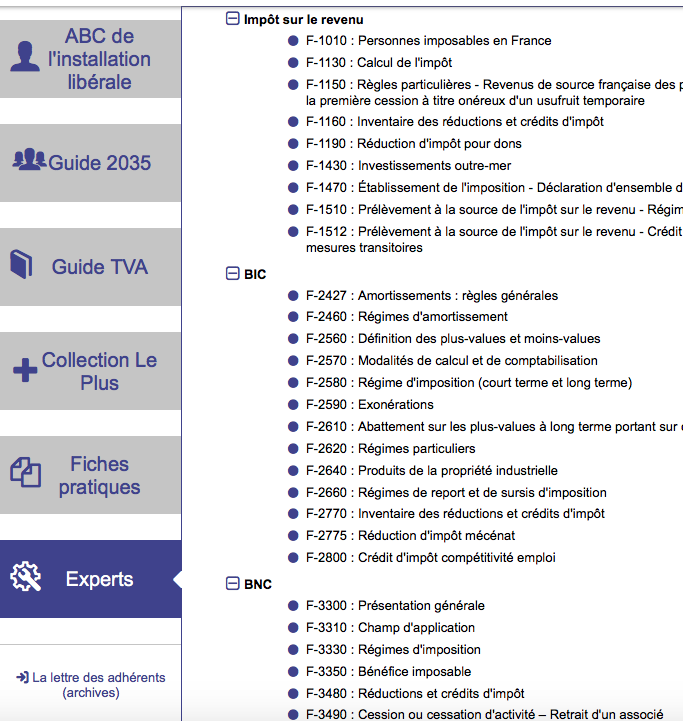 ABC de
l'installation
libérale
Guide 2035
Guide TVA
Collection Le
Plus
Fiches
pratiques
Experts
La lettre des adhérents
(archives)
Impôt sur le revenu
F-1010 : Personnes imposables en France
F-1130 : Calcul de l'impôt
F-1150 : Règles particulières - Revenus de source française des p
la première cession à titre onéreux d'un usufruit temporaire
F-1160 : Inventaire des réductions et crédits d'impôt
F-1190 : Réduction d'impôt pour dons
F-1430 : Investissements outre-mer
F-1470 : Établissement de l'imposition - Déclaration d'ensemble d
F-1510 : Prélèvement à la source de l'impôt sur le revenu - Régim
F-1512 : Prélèvement à la source de l'impôt sur le revenu - Crédit
mesures transitoires
BIC
F-2427 : Amortissements : règles générales
F-2460 : Régimes d'amortissement
F-2560 : Définition des plus-values et moins-values
F-2570 : Modalités de calcul et de comptabilisation
F-2580 : Régime d'imposition (court terme et long terme)
F-2590 : Exonérations
F-2610 : Abattement sur les plus-values à long terme portant sur
F-2620 : Régimes particuliers
F-2640 : Produits de la propriété industrielle
F-2660 : Régimes de report et de sursis d'imposition
F-2770 : Inventaire des réductions et crédits d'impôt
F-2775 : Réduction d'impôt mécénat
F-2800 : Crédit d'impôt compétitivité emploi
BNC
F-3300 : Présentation générale
F-3310 : Champ d'application
F-3330 : Régimes d'imposition
F-3350 : Bénéfice imposable
F-3480 : Réductions et crédits d'impôt
F-3490 : Cession ou cessation d'activité – Retrait d'un associé